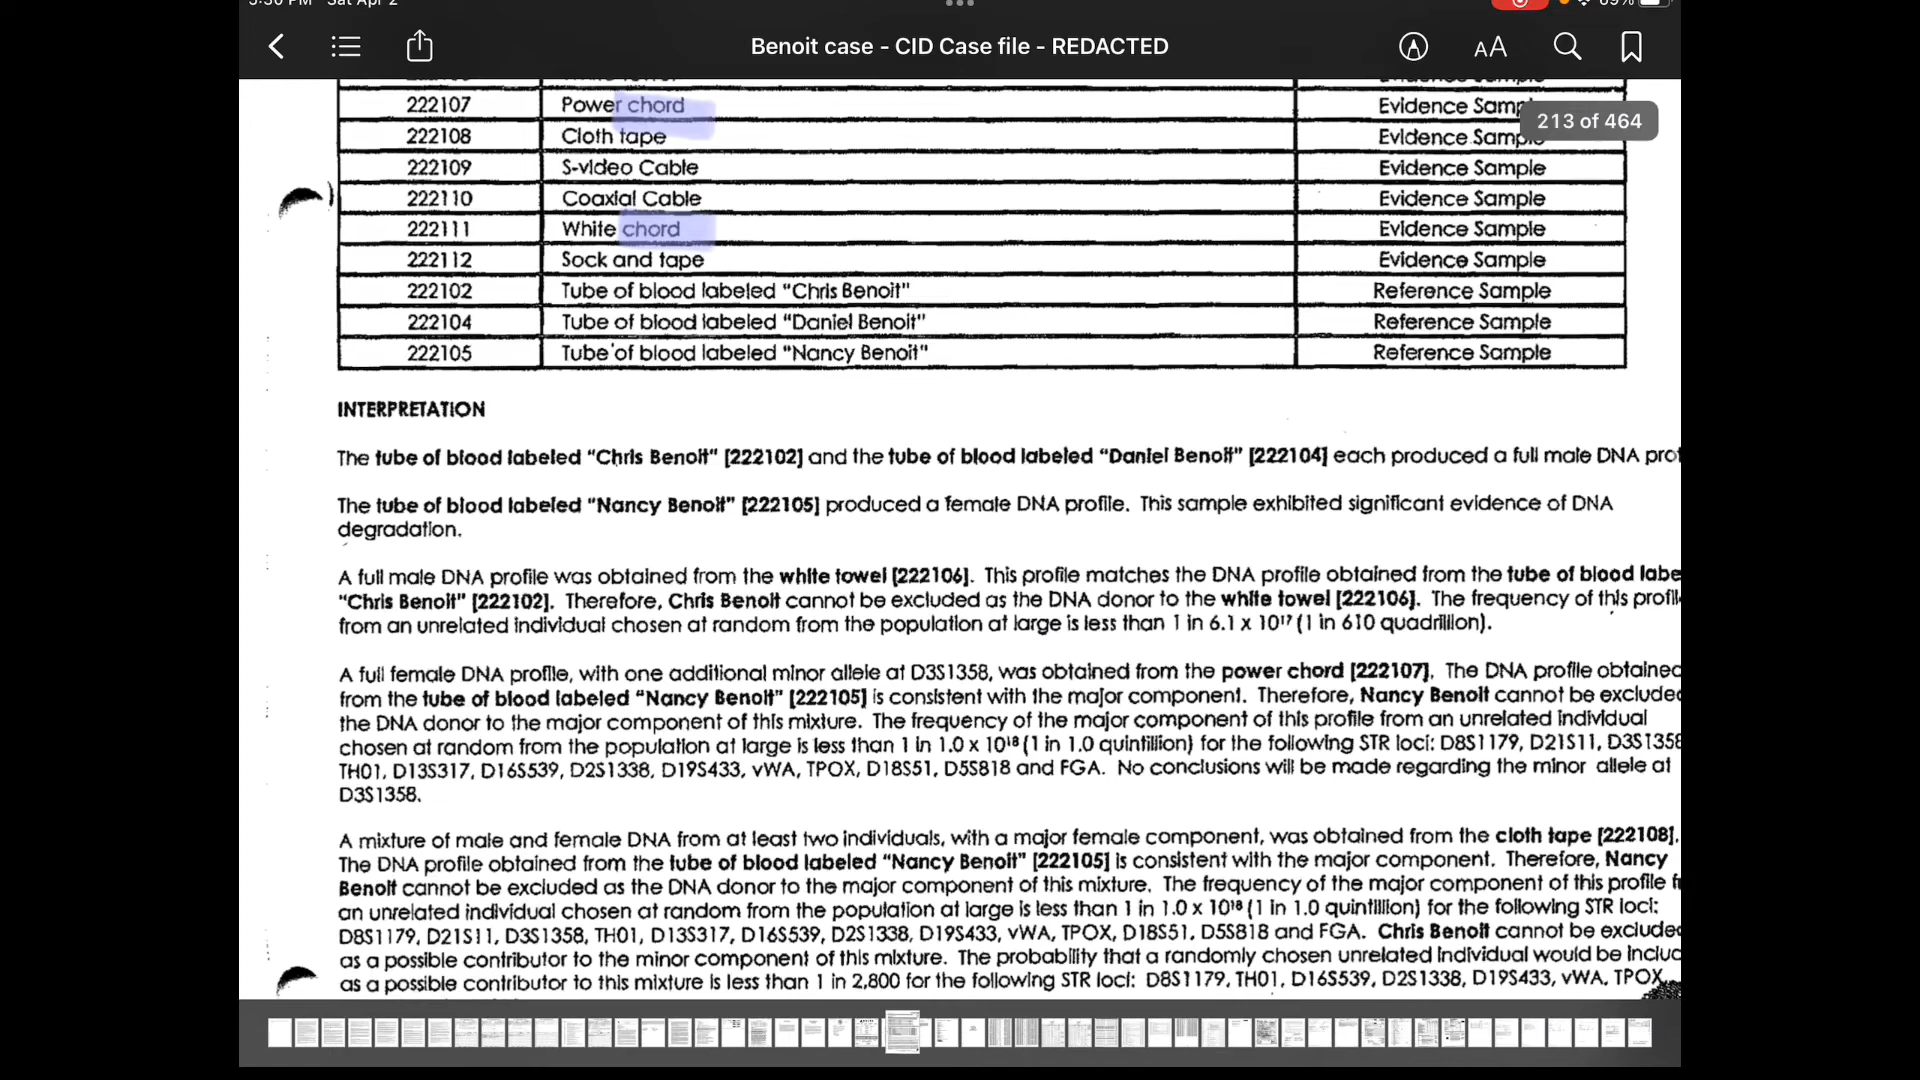 5:30 PM Sat Apr 2
69%
Benoit case - CID Case file - REDACTED
AA
213 of 464
222107 Power chord Evidence Sample
222108 Cloth tape Evidence Sample
222109 S-video Cable Evidence Sample
222110 Coaxial Cable Evidence Sample
222111 White chord Evidence Sample
222112 Sock and tape Evidence Sample
222102 Tube of blood labeled "Chris Benoit" Reference Sample
222104 Tube of blood labeled "Daniel Benoit" Reference Sample
222105 Tube of blood labeled "Nancy Benoit" Reference Sample
INTERPRETATION
The tube of blood labeled "Chris Benoit" [222102] and the tube of blood labeled "Daniel Benoit" [222104] each produced a full male DNA prof
The tube of blood labeled "Nancy Benoit" [222105] produced a female DNA profile. This sample exhibited significant evidence of DNA
degradation.
A full male DNA profile was obtained from the white towel [222106]. This profile matches the DNA profile obtained from the tube of blood labe
"Chris Benoit" [222102]. Therefore, Chris Benoit cannot be excluded as the DNA donor to the white towel [222106]. The frequency of this profil
from an unrelated individual chosen at random from the population at large is less than 1 in 6.1 x 10¹⁷ (1 in 610 quadrillion).
A full female DNA profile, with one additional minor allele at D3S1358, was obtained from the power chord [222107]. The DNA profile obtained
from the tube of blood labeled "Nancy Benoit" [222105] is consistent with the major component. Therefore, Nancy Benoit cannot be excluded
the DNA donor to the major component of this mixture. The frequency of the major component of this profile from an unrelated individual
chosen at random from the population at large is less than 1 in 1.0 x 10¹⁸ (1 in 1.0 quintillion) for the following STR loci: D8S1179, D21S11, D3S1358
TH01, D13S317, D16S539, D2S1338, D19S433, vWA, TPOX, D18S51, D5S818 and FGA. No conclusions will be made regarding the minor allele at
D3S1358.
A mixture of male and female DNA from at least two individuals, with a major female component, was obtained from the cloth tape [222108].
The DNA profile obtained from the tube of blood labeled "Nancy Benoit" [222105] is consistent with the major component. Therefore, Nancy
Benoit cannot be excluded as the DNA donor to the major component of this mixture. The frequency of the major component of this profile f
an unrelated individual chosen at random from the population at large is less than 1 in 1.0 x 10¹⁸ (1 in 1.0 quintillion) for the following STR loci:
D8S1179, D21S11, D3S1358, TH01, D13S317, D16S539, D2S1338, D19S433, vWA, TPOX, D18S51, D5S818 and FGA. Chris Benoit cannot be excluded
as a possible contributor to the minor component of this mixture. The probability that a randomly chosen unrelated individual would be includ
as a possible contributor to this mixture is less than 1 in 2,800 for the following STR loci: D8S1179, TH01, D16S539, D2S1338, D19S433, vWA, TPOX,